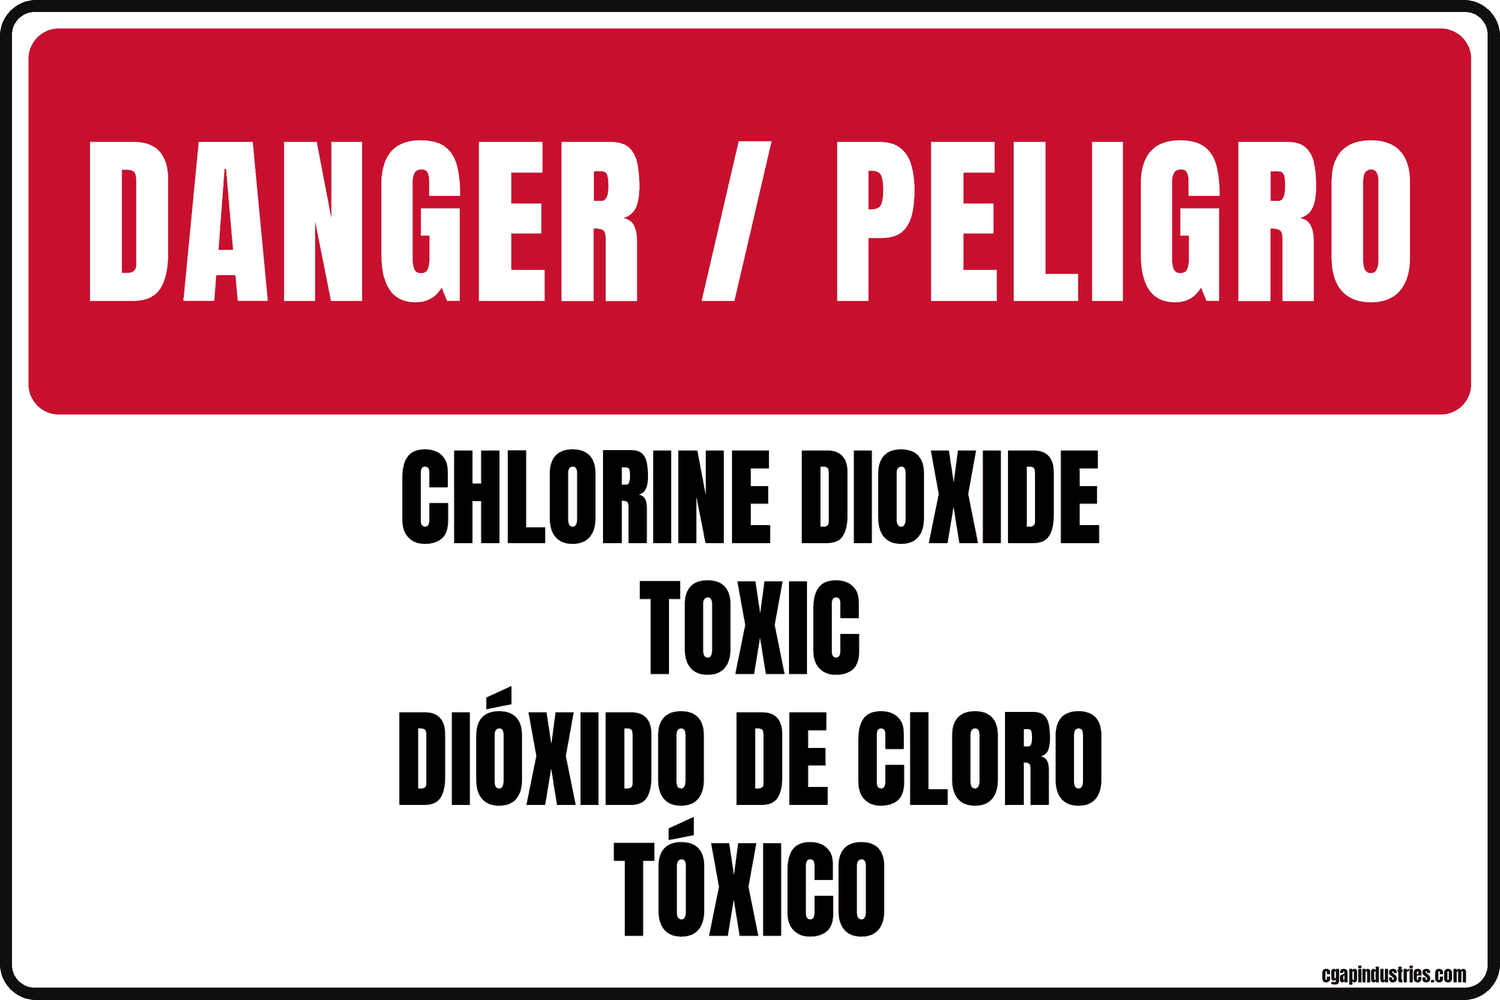 DANGER / PELIGRO
CHLORINE DIOXIDE
TOXIC
DIÓXIDO DE CLORO
TÓXICO
cgapindustries.com